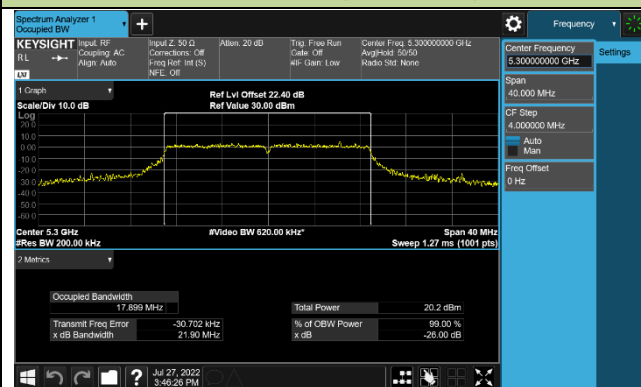 Spectrum Analyzer 1
Occupied BW
+
Frequency
KEYSIGHT
RL
Align: Auto
LXI
Input: RF
Coupling: AC
Input Z: 50 Ω
Corrections: Off
Freq Ref: Int (S)
NFE: Off
Atten: 20 dB
Trig: Free Run
Gate: Off
#IF Gain: Low
Center Freq: 5.300000000 GHz
Avg|Hold: 50/50
Radio Std: None
Center Frequency
5.300000000 GHz
Settings
Span
40.000 MHz
CF Step
4.000000 MHz
Auto
Man
Freq Offset
0 Hz
1 Graph
Scale/Div 10.0 dB
Ref Lvl Offset 22.40 dB
Ref Value 30.00 dBm
Log
20.0
10.0
0.00
-10.0
-20.0
-30.0
-40.0
-50.0
-60.0
Center 5.3 GHz
#Res BW 200.00 kHz
#Video BW 620.00 kHz*
Span 40 MHz
Sweep 1.27 ms (1001 pts)
2 Metrics
Occupied Bandwidth
17.899 MHz
Total Power 20.2 dBm
Transmit Freq Error -30.702 kHz
% of OBW Power 99.00 %
x dB Bandwidth 21.90 MHz
x dB -26.00 dB
?
Jul 27, 2022
3:46:26 PM